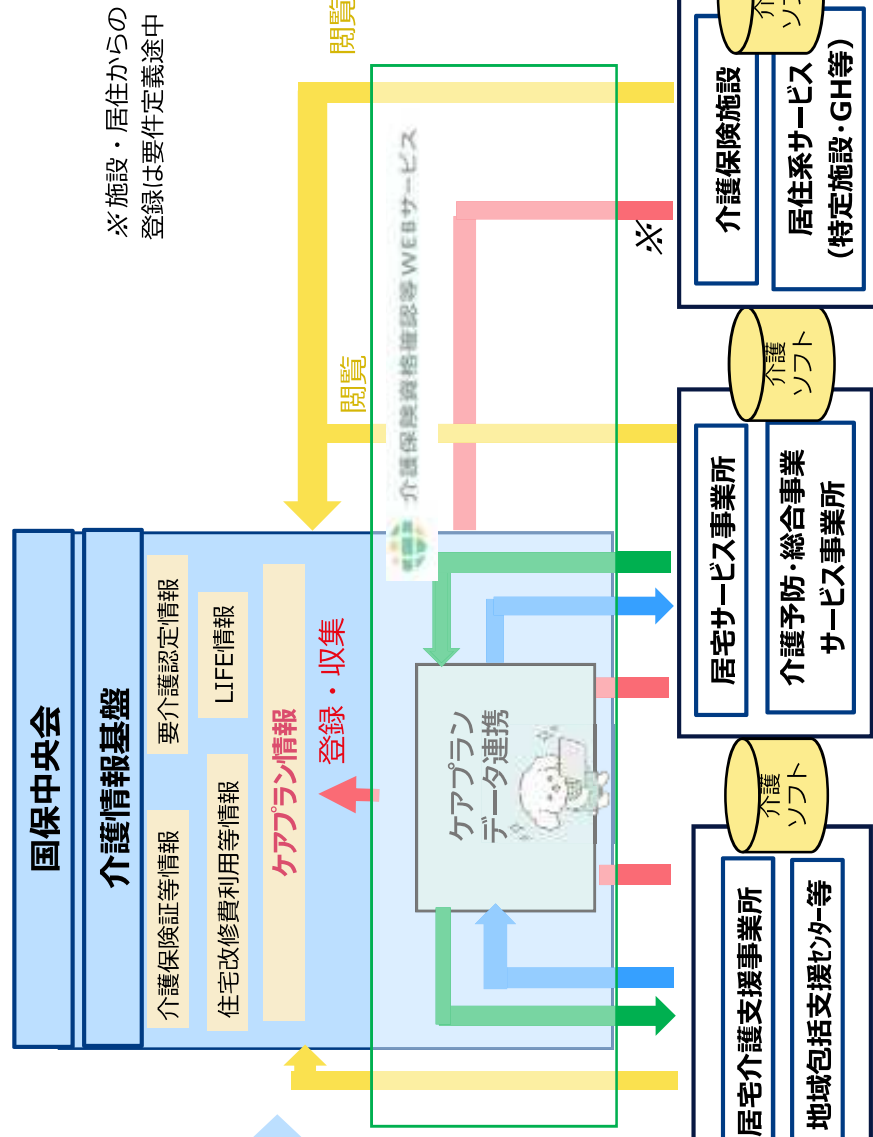 国保中央会
介護情報基盤
介護保険証等情報
要介護認定情報
住宅改修費利用等情報
LIFE情報
ケアプラン情報
登録・収集
閲覧
閲覧
※施設・居住からの
登録は要件定義途中
介護保険資格確認等WEBサービス
ケアプラン
データ連携
※
居宅介護支援事業所
地域包括支援センター等
介護
ソフト
居宅サービス事業所
介護予防・総合事業
サービス事業所
介護
ソフト
介護保険施設
居住系サービス
(特定施設・GH等)